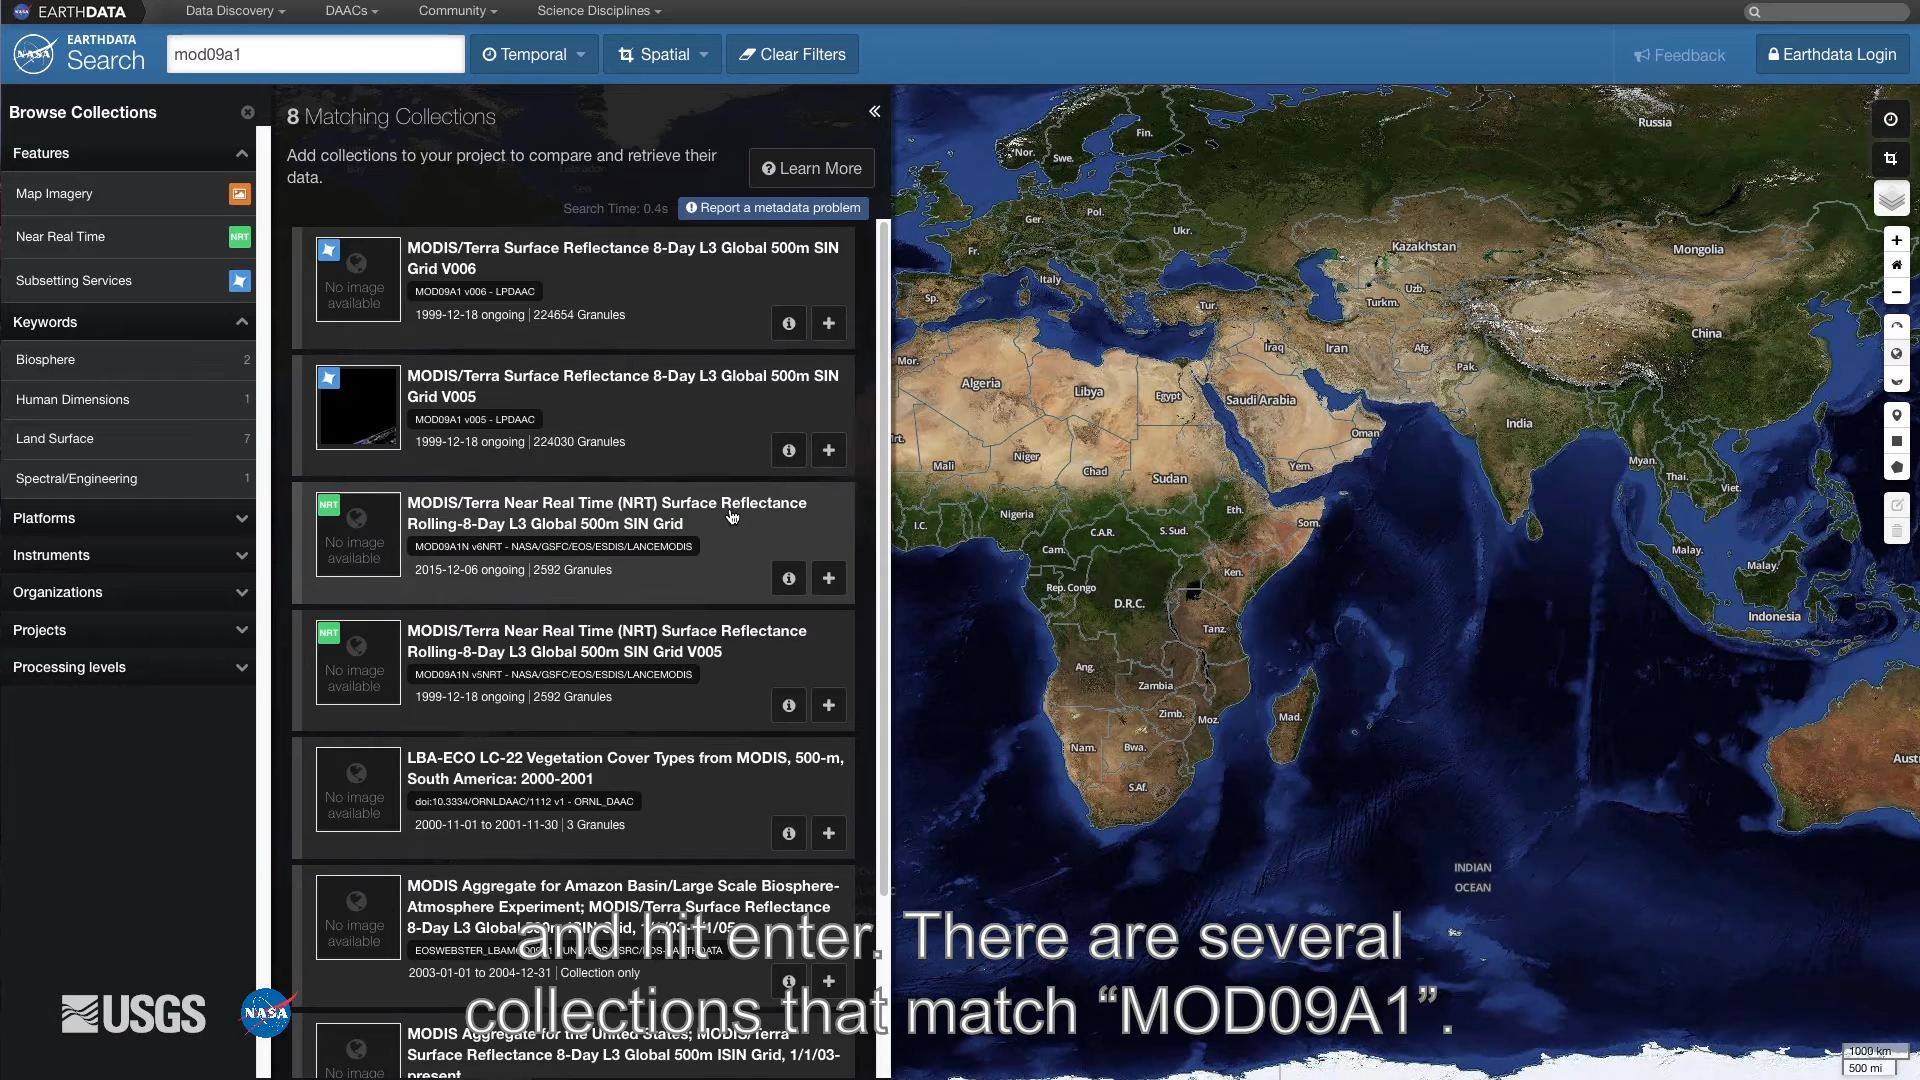 EARTHDATA
Data Discovery
DAACs
Community
Science Disciplines
NASA
EARTHDATA
Search
mod09a1
Temporal
Spatial
Clear Filters
Feedback
Earthdata Login
Browse Collections
Features
Map Imagery
Near Real Time
NRT
Subsetting Services
Keywords
Biosphere 2
Human Dimensions 1
Land Surface 7
Spectral/Engineering 1
Platforms
Instruments
Organizations
Projects
Processing levels
8 Matching Collections
Add collections to your project to compare and retrieve their
data.
Learn More
Search Time: 0.4s
Report a metadata problem
No image
available
MODIS/Terra Surface Reflectance 8-Day L3 Global 500m SIN
Grid V006
MOD09A1 v006 - LPDAAC
1999-12-18 ongoing | 224654 Granules
MODIS/Terra Surface Reflectance 8-Day L3 Global 500m SIN
Grid V005
MOD09A1 v005 - LPDAAC
1999-12-18 ongoing | 224030 Granules
NRT
No image
available
MODIS/Terra Near Real Time (NRT) Surface Reflectance
Rolling-8-Day L3 Global 500m SIN Grid
MOD09A1N v6NRT - NASA/GSFC/EOS/ESDIS/LANCEMODIS
2015-12-06 ongoing | 2592 Granules
NRT
No image
available
MODIS/Terra Near Real Time (NRT) Surface Reflectance
Rolling-8-Day L3 Global 500m SIN Grid V005
MOD09A1N v5NRT - NASA/GSFC/EOS/ESDIS/LANCEMODIS
1999-12-18 ongoing | 2592 Granules
No image
available
LBA-ECO LC-22 Vegetation Cover Types from MODIS, 500-m,
South America: 2000-2001
doi:10.3334/ORNLDAAC/1112 v1 - ORNL_DAAC
2000-11-01 to 2001-11-30 | 3 Granules
No image
available
MODIS Aggregate for Amazon Basin/Large Scale Biosphere-
Atmosphere Experiment; MODIS/Terra Surface Reflectance
8-Day L3 Global
2003-01-01 to 2004-12-31 | Collection only
No image
MODIS Aggregate for the United States; MODIS/Terra
Surface Reflectance 8-Day L3 Global 500m ISIN Grid, 1/1/03-
present
and hit enter. There are several
collections that match “MOD09A1”.
USGS
NASA
Russia
Fin.
Nor.
Swe.
Ger.
Pol.
Ukr.
Kazakhstan
Mongolia
Fr.
Italy
Sp.
Tur.
Turkm.
Uzb.
China
Mor.
Iraq
Iran
Afg.
Pak.
Algeria
Libya
Egypt
Saudi Arabia
India
Oman
Mali
Niger
Chad
Sudan
Yem.
Myan.
Thai.
Viet.
I.C.
Nigeria
C.A.R.
S. Sud.
Eth.
Som.
Cam.
Malay.
Malay.
Rep. Congo
D.R.C.
Ken.
Tanz.
Indonesia
Ang.
Zambia
Zimb.
Moz.
Mad.
Nam.
Bwa.
S.Af.
Aust
INDIAN
OCEAN
1000 km
500 mi